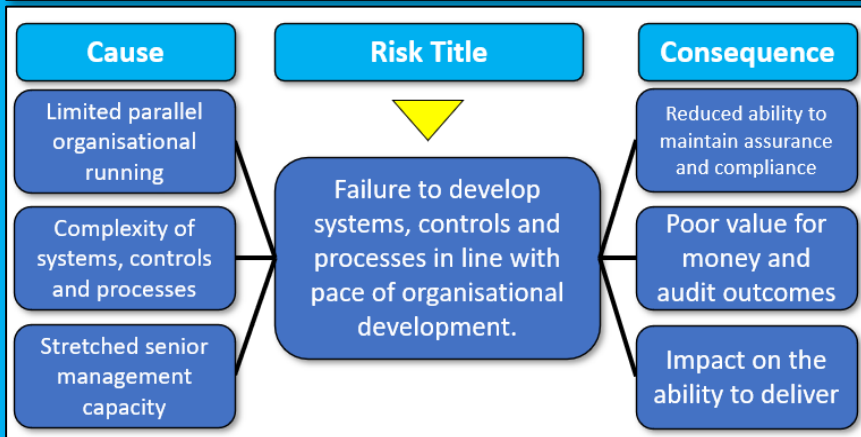 Cause
Risk Title
Consequence
Limited parallel
organisational
running
Complexity of
systems, controls
and processes
Stretched senior
management
capacity
Failure to develop
systems, controls and
processes in line with
pace of organisational
development.
Reduced ability to
maintain assurance
and compliance
Poor value for
money and
audit outcomes
Impact on the
ability to deliver